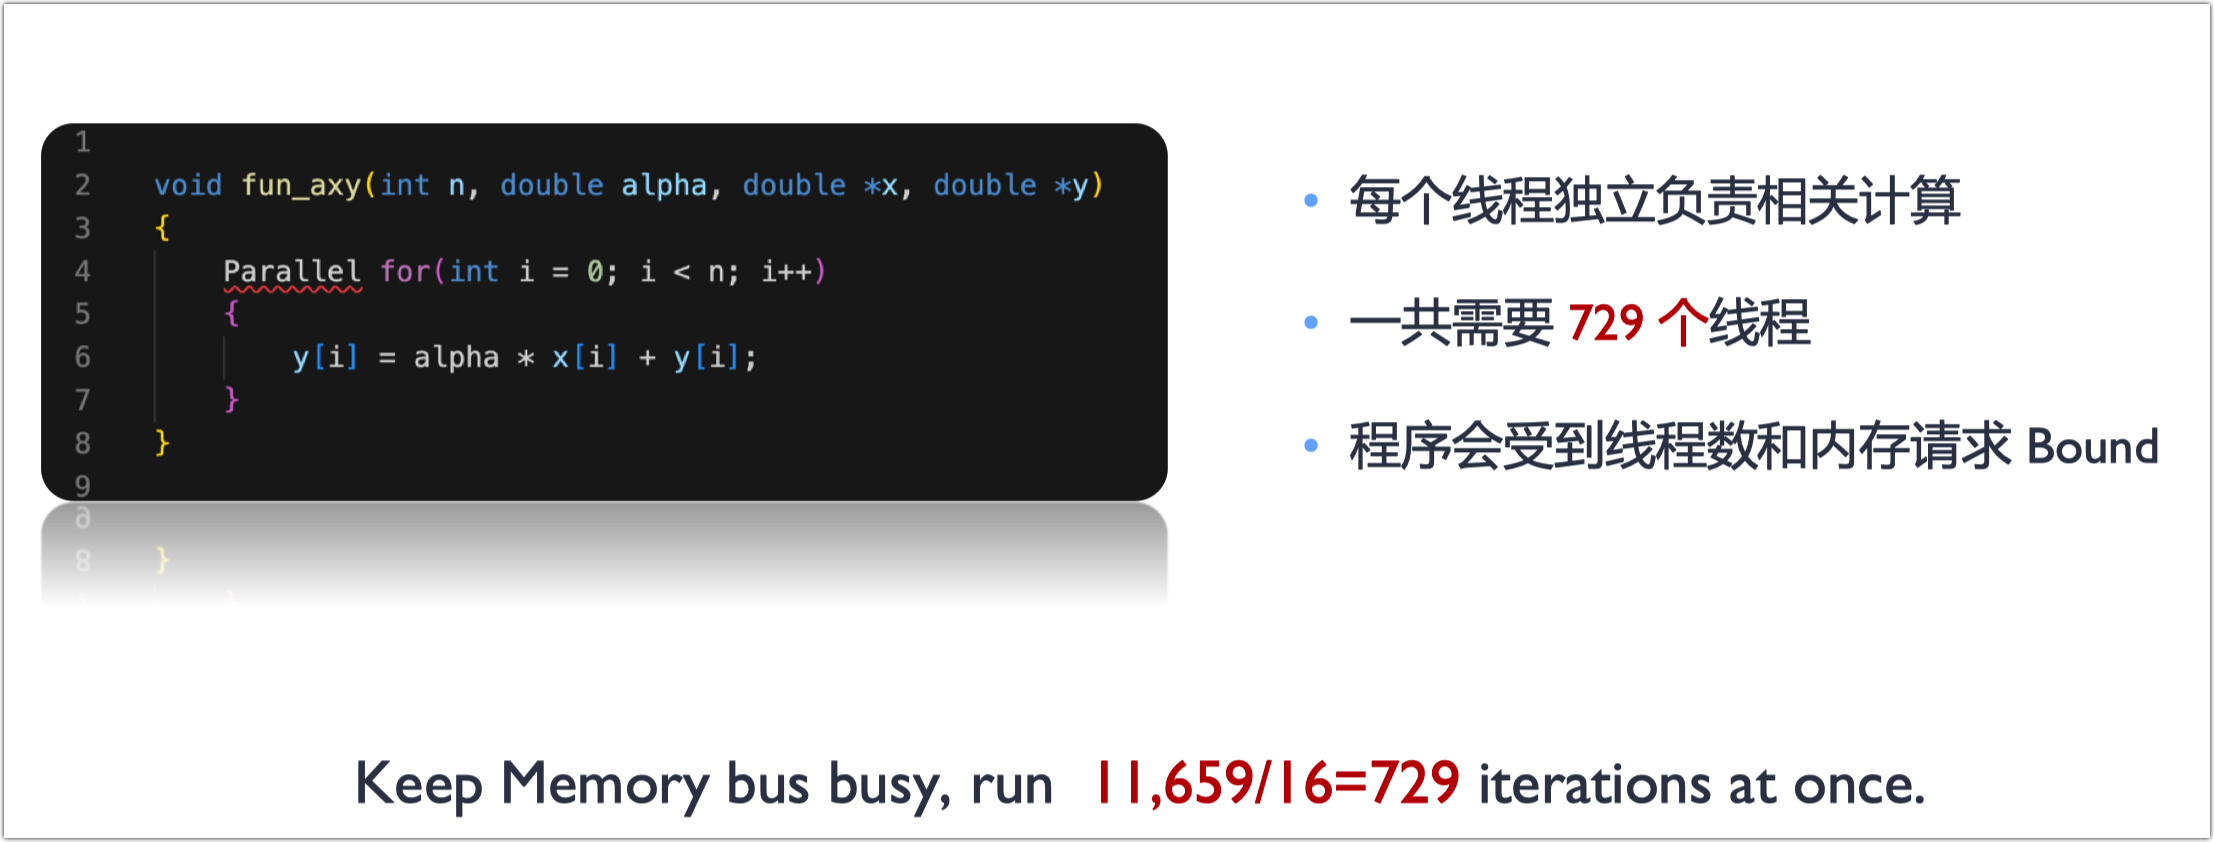 1
2 void fun_axy(int n, double alpha, double *x, double *y)
3 {
4 Parallel for(int i = 0; i < n; i++)
5 {
6 y[i] = alpha * x[i] + y[i];
7 }
8 }
9
• 每个线程独立负责相关计算
• 一共需要 729 个线程
• 程序会受到线程数和内存请求 Bound
Keep Memory bus busy, run 11,659/16=729 iterations at once.